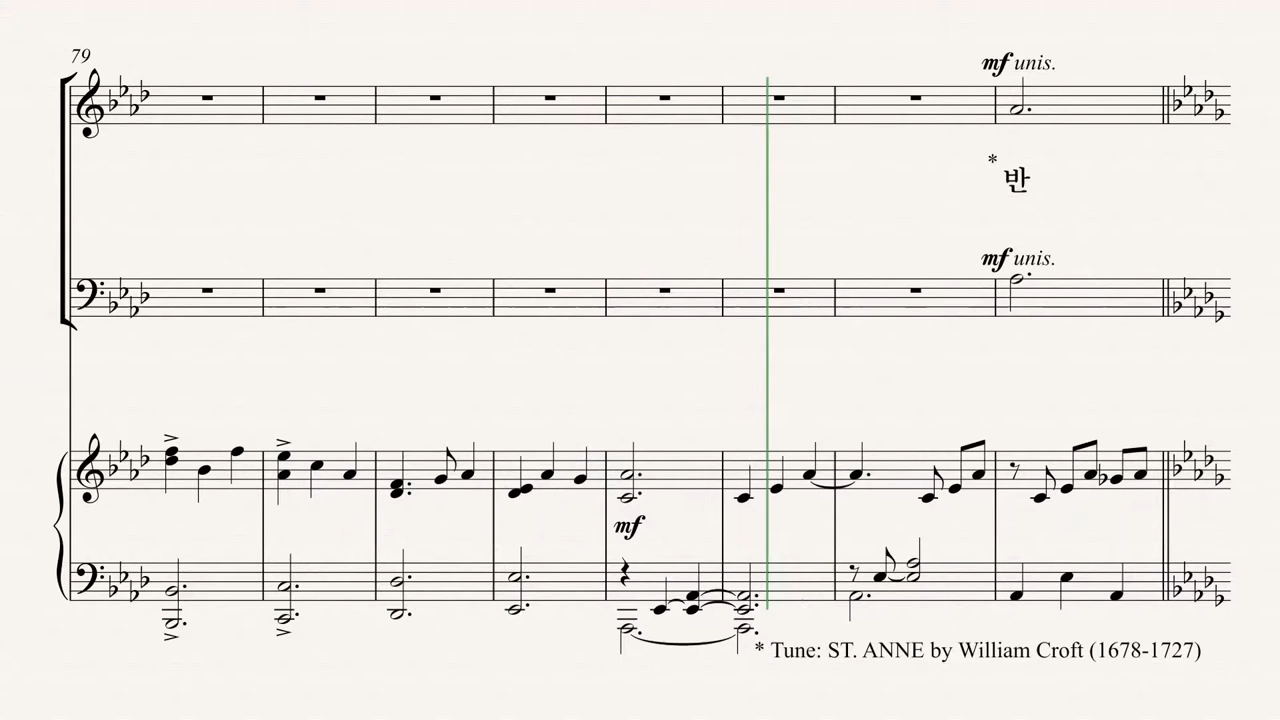 79
mf unis.
*
반
mf unis.
mf
* Tune: ST. ANNE by William Croft (1678-1727)